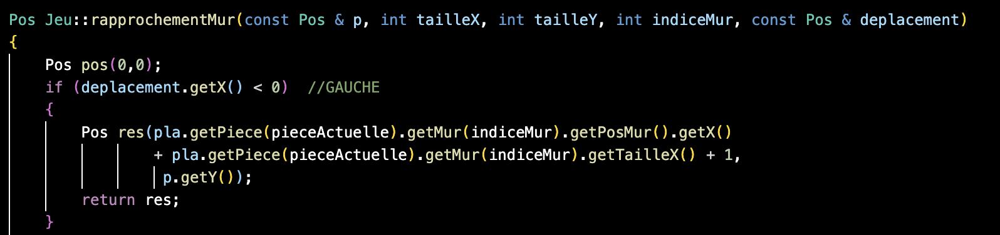 Pos Jeu::rapprochementMur(const Pos & p, int tailleX, int tailleY, int indiceMur, const Pos & deplacement)
{
    Pos pos(0,0);
    if (deplacement.getX() < 0)  //GAUCHE
    {
        Pos res(pla.getPiece(pieceActuelle).getMur(indiceMur).getPosMur().getX()
                + pla.getPiece(pieceActuelle).getMur(indiceMur).getTailleX() + 1,
                 p.getY());
        return res;
    }